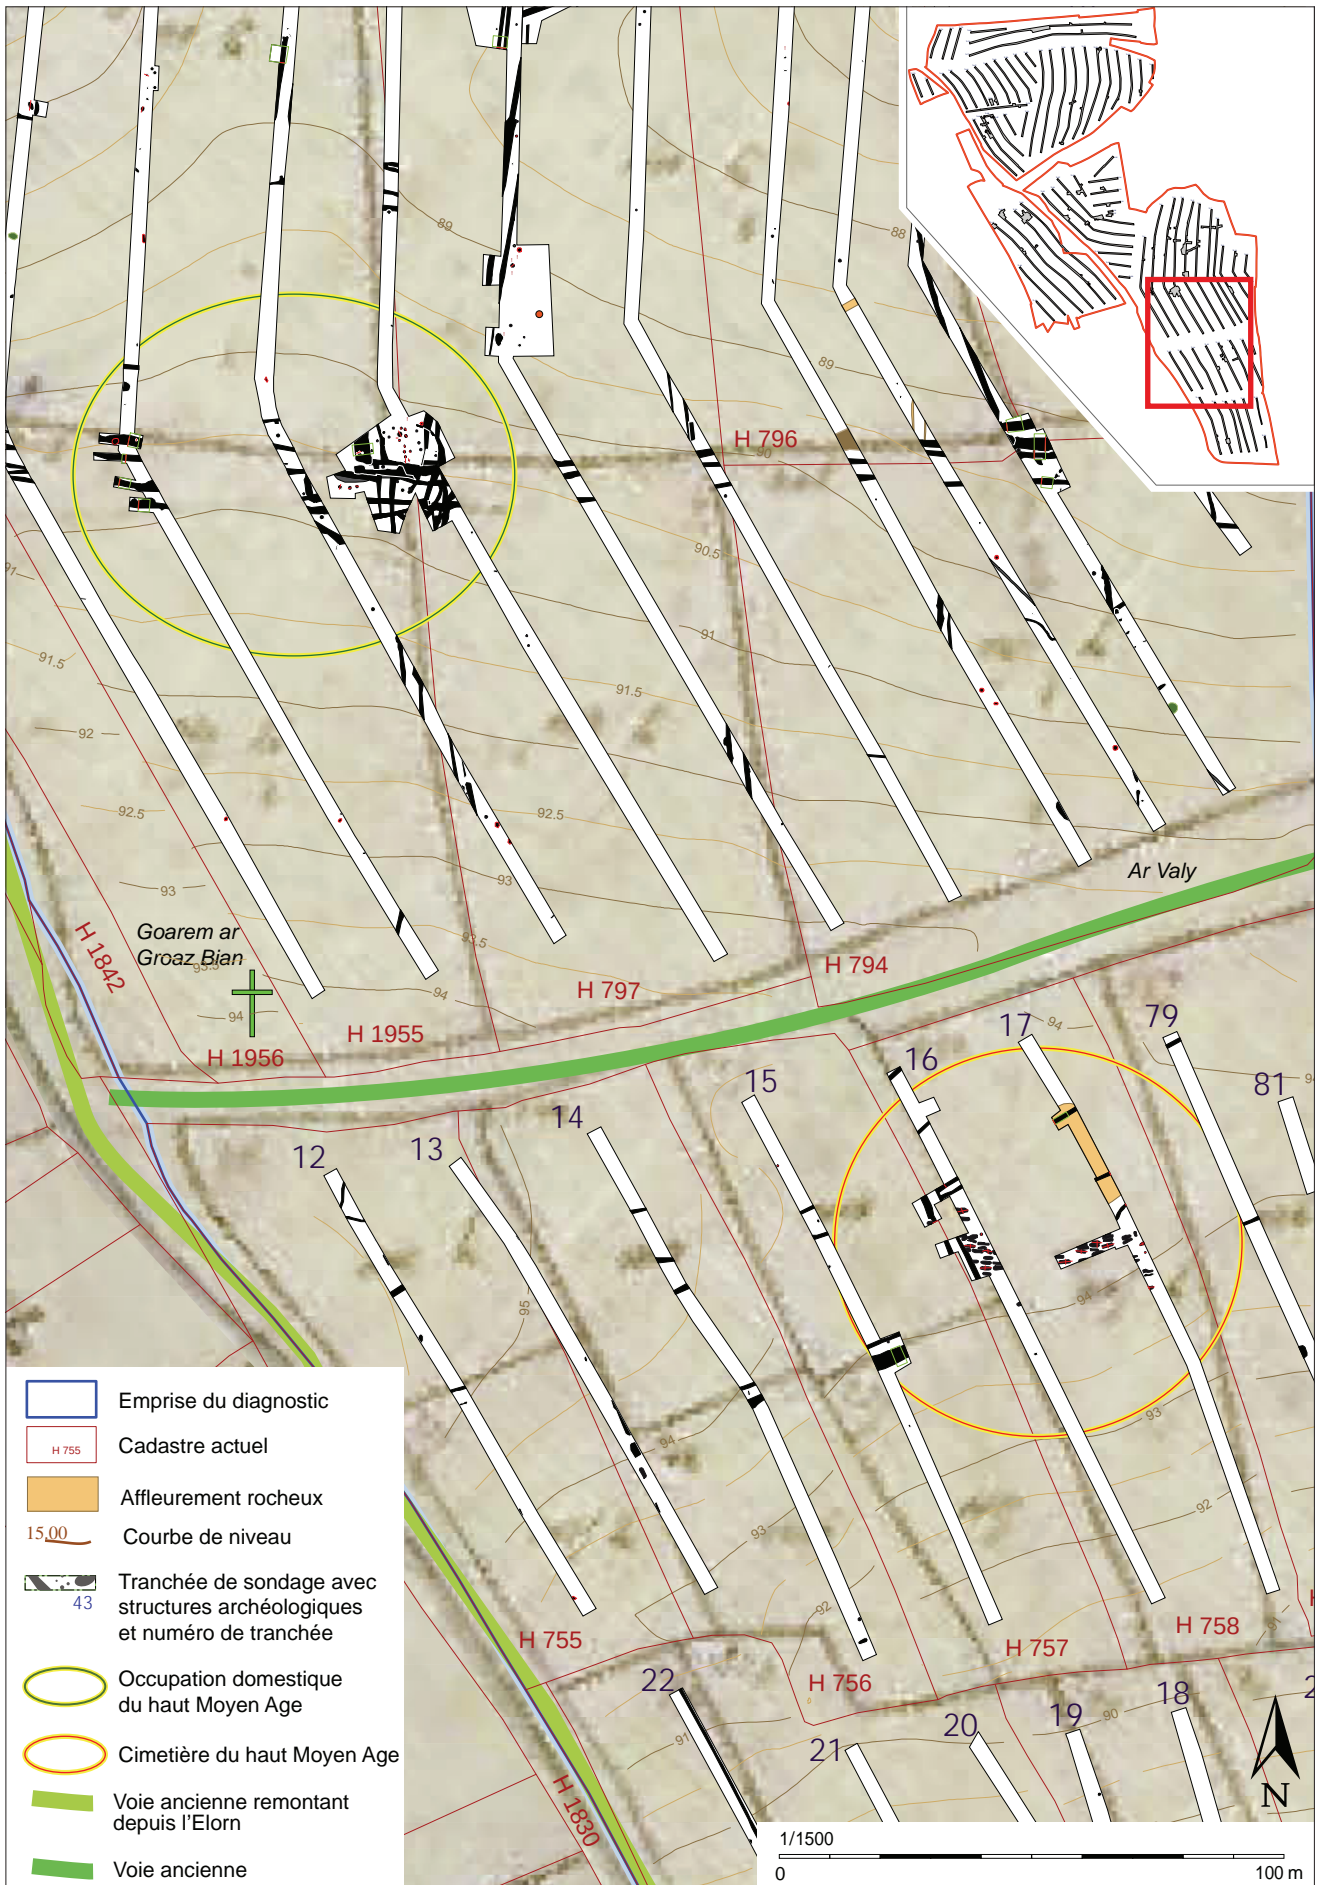 89
88
89
H 796
90
90.5
91
91
91.5
91.5
92
92.5
92.5
93
93
Ar Valy
Goarem ar
Groaz Bian
93.5
93.5
94
94
H 1842
H 794
H 797
H 1955
H 1956
17
94
79
16
15
81
14
13
12
95
94
94
93
93
92
92
91
H 755
H 756
H 757
H 758
22
21
20
19
18
90
91
H 1830
Emprise du diagnostic
H 755
Cadastre actuel
Affleurement rocheux
15,00
Courbe de niveau
Tranchée de sondage avec
structures archéologiques
et numéro de tranchée
43
Occupation domestique
du haut Moyen Age
Cimetière du haut Moyen Age
Voie ancienne remontant
depuis l'Elorn
Voie ancienne
N
1/1500
0
100 m